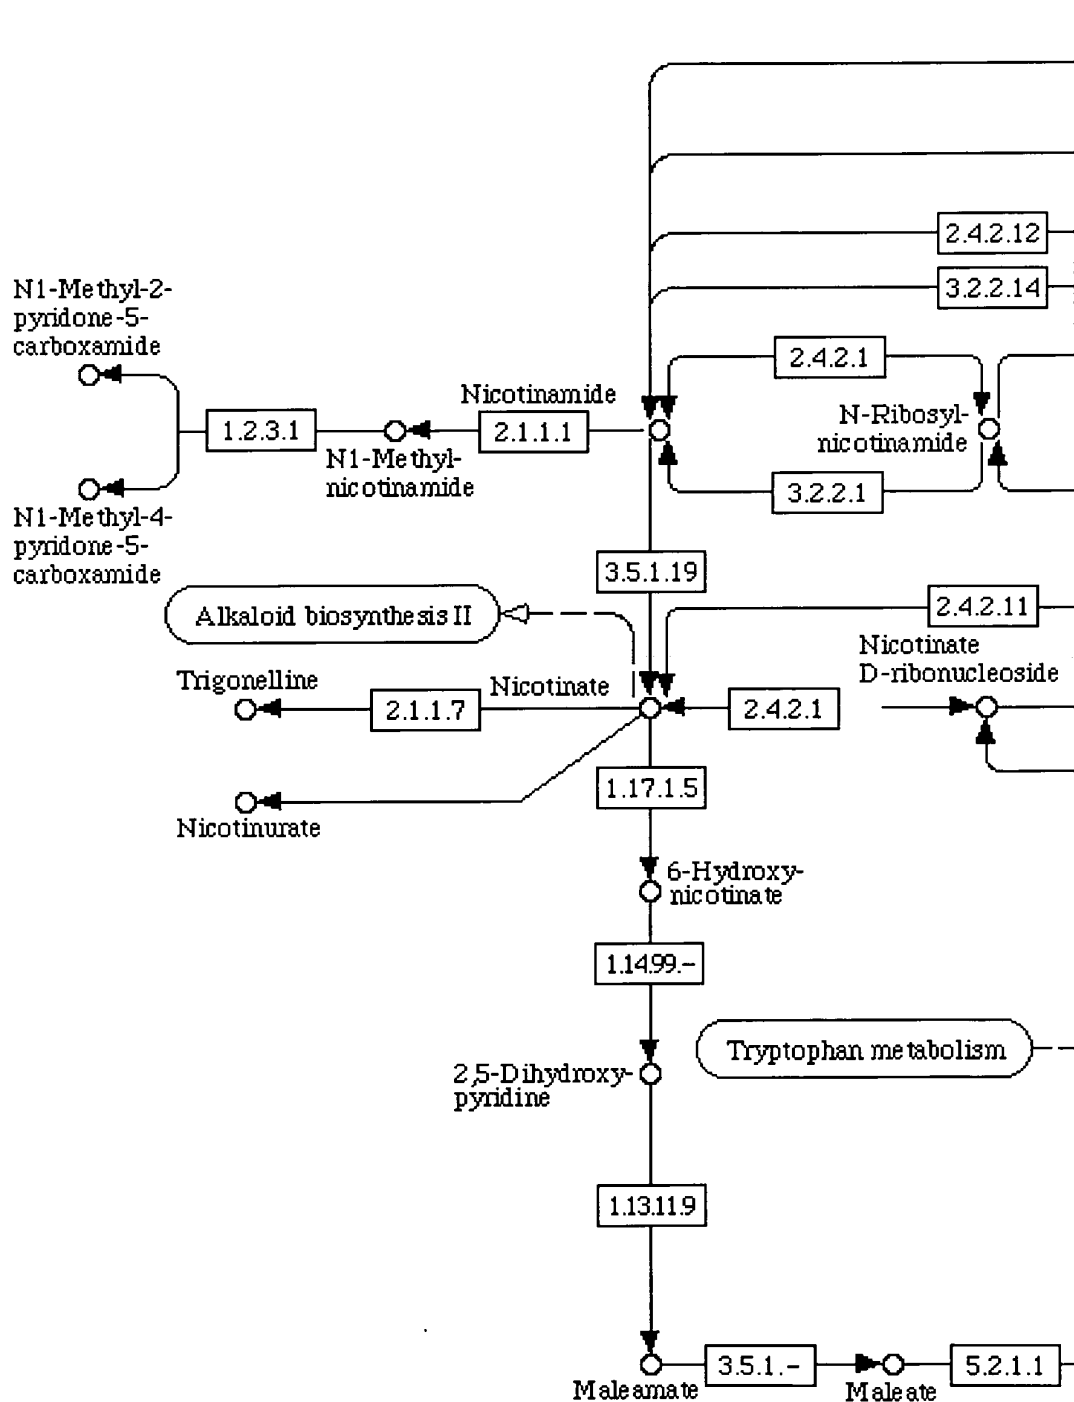 2.4.2.12
3.2.2.14
N1-Methyl-2-
pyridone-5-
carboxamide
2.4.2.1
Nicotinamide
N-Ribosyl-
nicotinamide
1.2.3.1
2.1.1.1
N1-Methyl-
nicotinamide
3.2.2.1
N1-Methyl-4-
pyridone-5-
carboxamide
3.5.1.19
Alkaloid biosynthesis II
2.4.2.11
Nicotinate
D-ribonucleoside
Trigonelline
Nicotinate
2.1.1.7
2.4.2.1
1.17.1.5
Nicotinurate
6-Hydroxy-
nicotinate
1.14.99.-
Tryptophan metabolism
2,5-Dihydroxy-
pyridine
1.13.11.9
3.5.1.-
5.2.1.1
Maleamate
Maleate